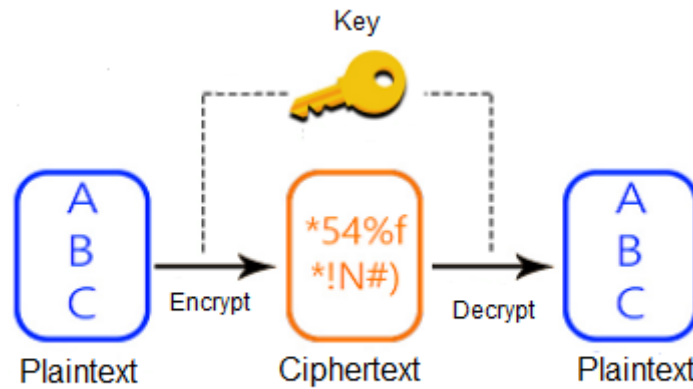 Key
A
B
C
Plaintext
Encrypt
*54%f
*!N#)
Ciphertext
Decrypt
A
B
C
Plaintext